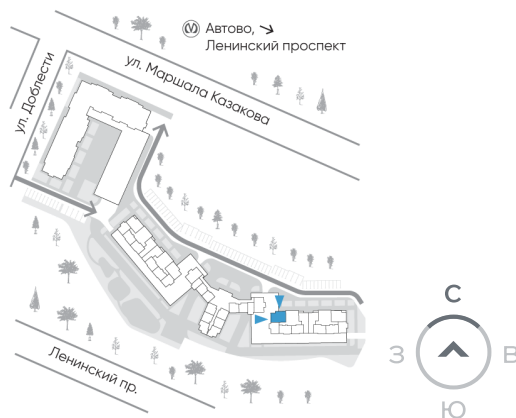 М Автово, ↘
Ленинский проспект
ул. Маршала Казакова
ул. Доблести
Ленинский пр.
С
З
В
Ю